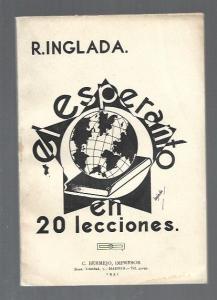 R. INGLADA.
el esperanto
en
20 lecciones.
C. BERMEJO, IMPRESOR